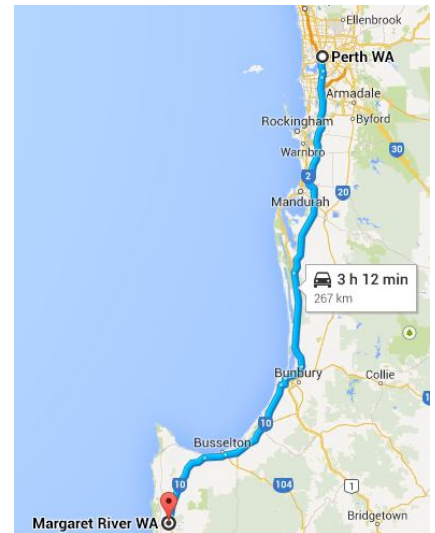 Ellenbrook
Perth WA
Armadale
Rockingham
Byford
Warnbro
30
2
20
Mandurah
3 h 12 min
267 km
Bunbury
Collie
10
Busselton
10
104
1
Bridgetown
Margaret River WA